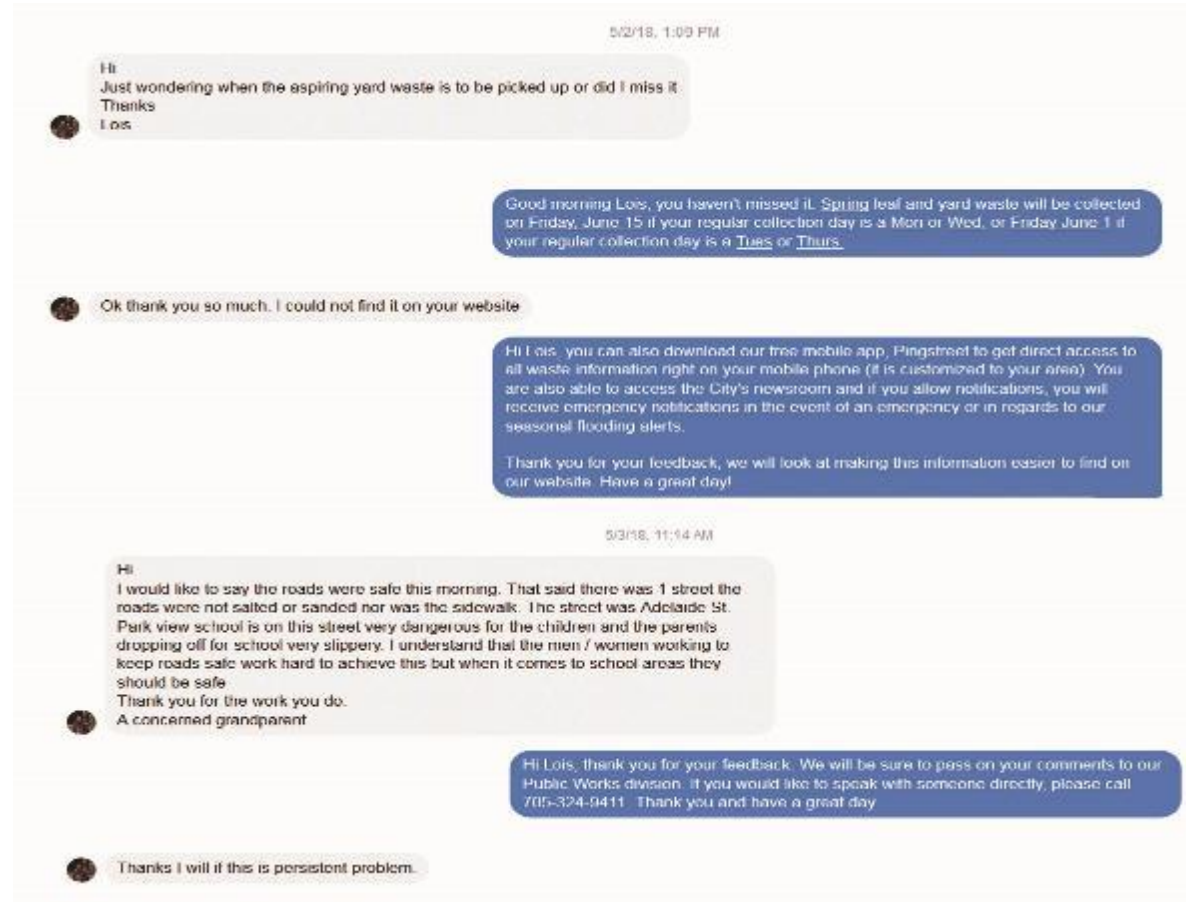 5/2/18, 1:09 PM
Hi
Just wondering when the aspiring yard waste is to be picked up or did I miss it
Thanks
Lois
Good morning Lois, you haven't missed it. Spring leaf and yard waste will be collected
on Friday, June 15 if your regular collection day is a Mon or Wed, or Friday June 1 if
your regular collection day is a Tues or Thurs.
Ok thank you so much. I could not find it on your website
Hi Lois, you can also download our free mobile app, Pingstreet to get direct access to
all waste information right on your mobile phone (it is customized to your area). You
are also able to access the City's newsroom and if you allow notifications, you will
receive emergency notifications in the event of an emergency or in regards to our
seasonal flooding alerts.
Thank you for your feedback, we will look at making this information easier to find on
our website. Have a great day!
5/3/18, 11:14 AM
Hi
I would like to say the roads were safe this morning. That said there was 1 street the
roads were not salted or sanded nor was the sidewalk. The street was Adelaide St.
Park view school is on this street very dangerous for the children and the parents
dropping off for school very slippery. I understand that the men / women working to
keep roads safe work hard to achieve this but when it comes to school areas they
should be safe
Thank you for the work you do.
A concerned grandparent
Hi Lois, thank you for your feedback. We will be sure to pass on your comments to our
Public Works division. If you would like to speak with someone directly, please call
705-324-9411. Thank you and have a great day
Thanks I will if this is persistent problem.